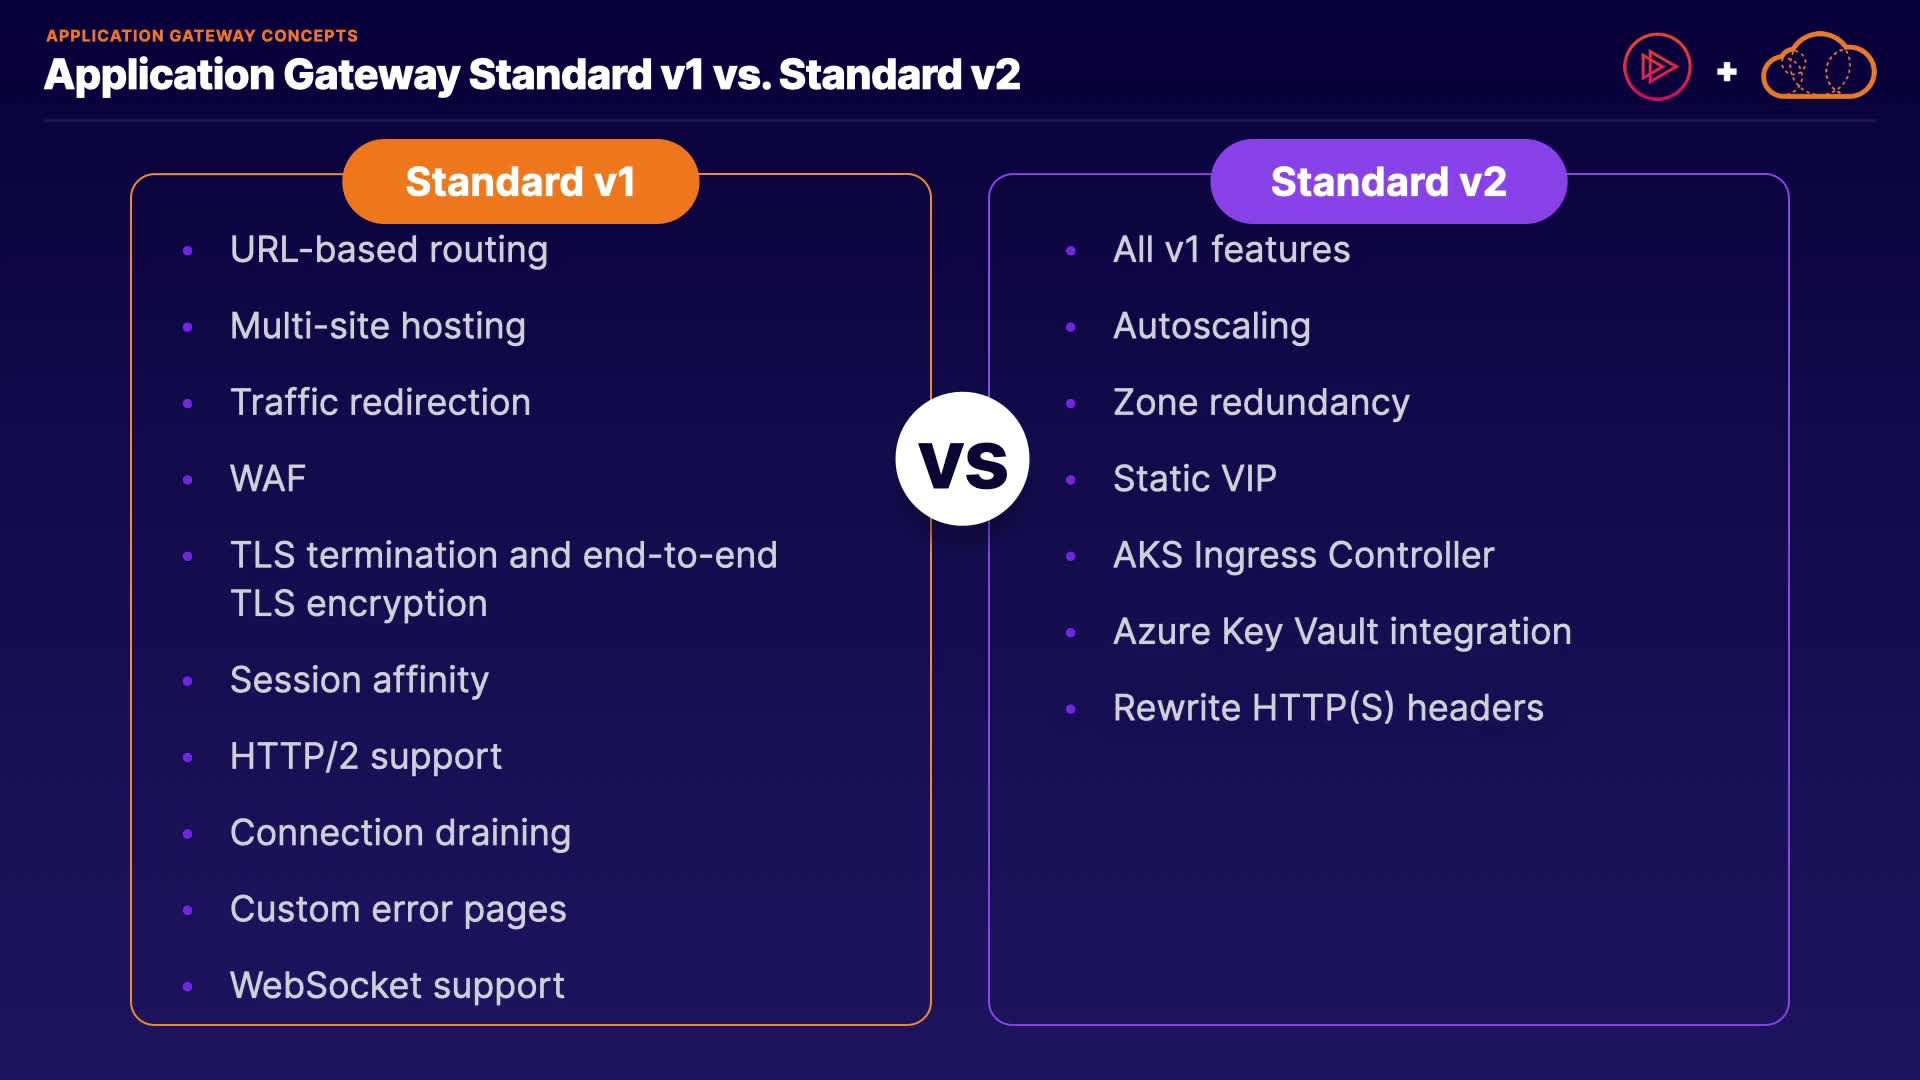 APPLICATION GATEWAY CONCEPTS
Application Gateway Standard v1 vs. Standard v2
+
Standard v1
• URL-based routing
• Multi-site hosting
• Traffic redirection
• WAF
• TLS termination and end-to-end
TLS encryption
• Session affinity
• HTTP/2 support
• Connection draining
• Custom error pages
• WebSocket support
VS
Standard v2
• All v1 features
• Autoscaling
• Zone redundancy
• Static VIP
• AKS Ingress Controller
• Azure Key Vault integration
• Rewrite HTTP(S) headers